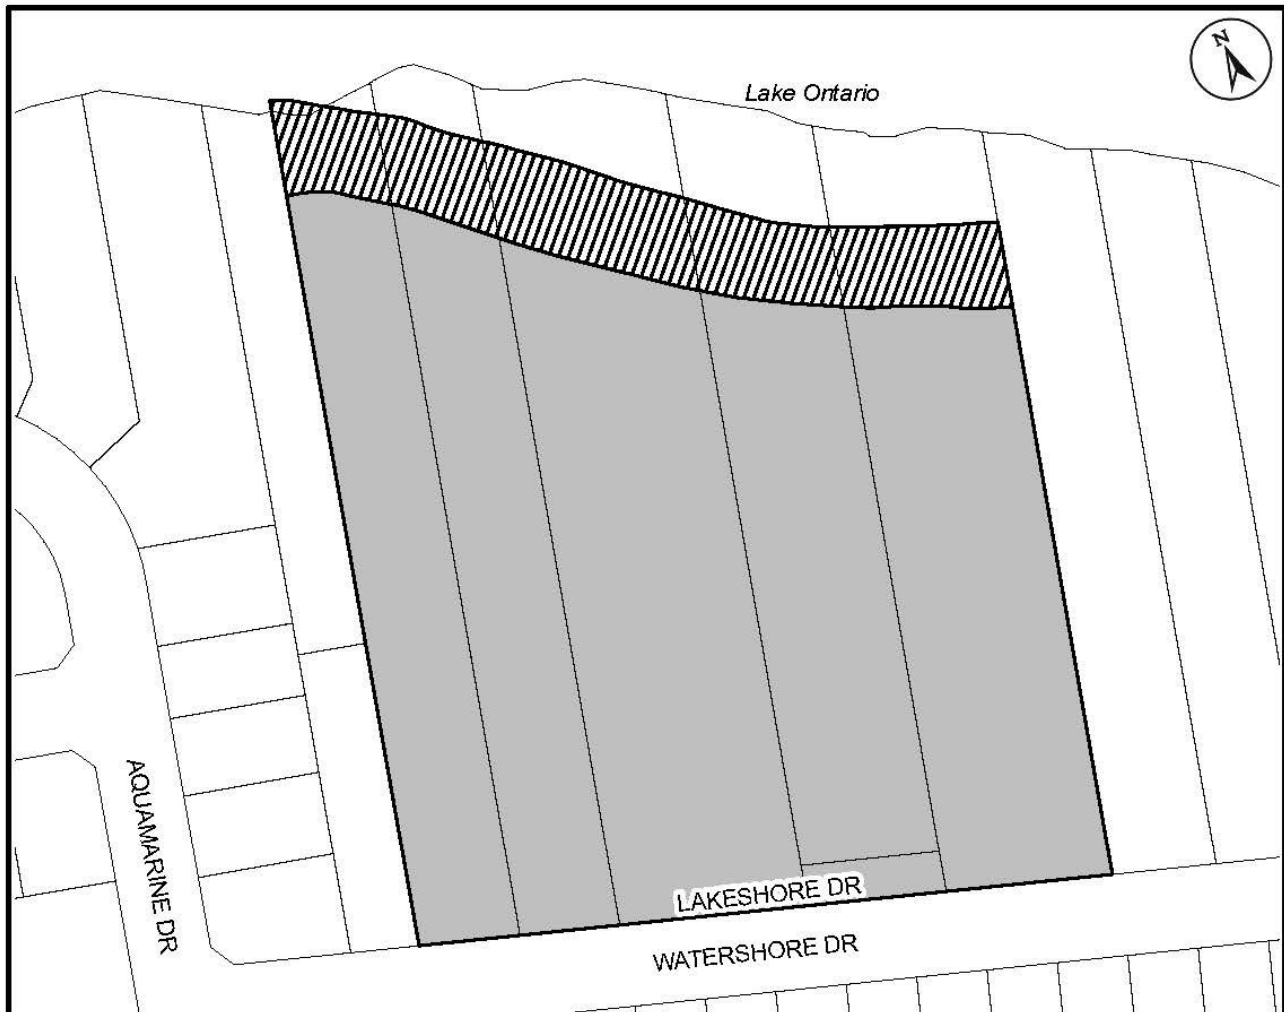 N
Lake Ontario
AQUAMARINE DR
LAKESHORE DR
WATERSHORE DR